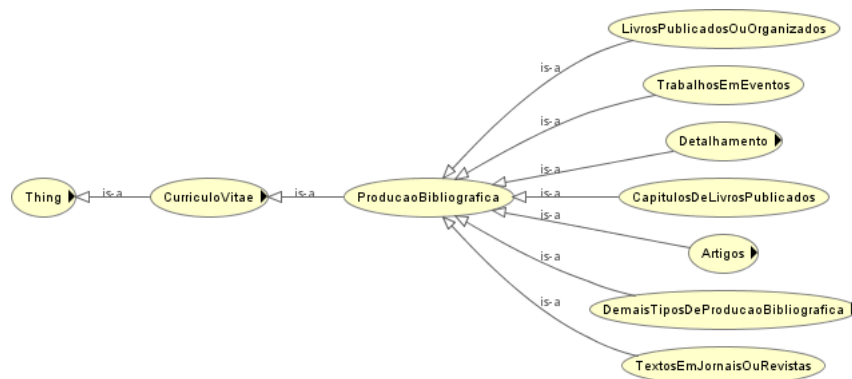 LivrosPublicadosOuOrganizados
is-a
TrabalhosEmEventos
is-a
Detalhamento
is-a
Thing
is-a
CurriculoVitae
is-a
ProducaoBibliografica
is-a
CapitulosDeLivrosPublicados
is-a
Artigos
is-a
DemaisTiposDeProducaoBibliografica
is-a
TextosEmJornaisOuRevistas